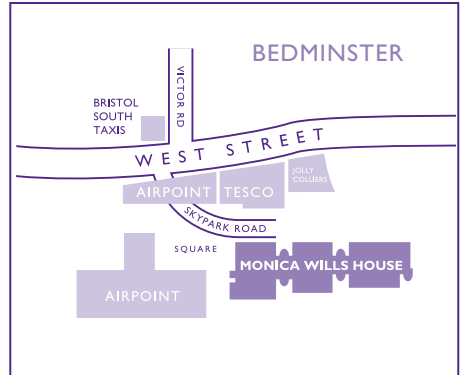 BEDMINSTER
VICTOR RD
BRISTOL
SOUTH
TAXIS
WEST STREET
JOLLY
COLLIERS
AIRPOINT
TESCO
SKYPARK ROAD
SQUARE
MONICA WILLS HOUSE
AIRPOINT